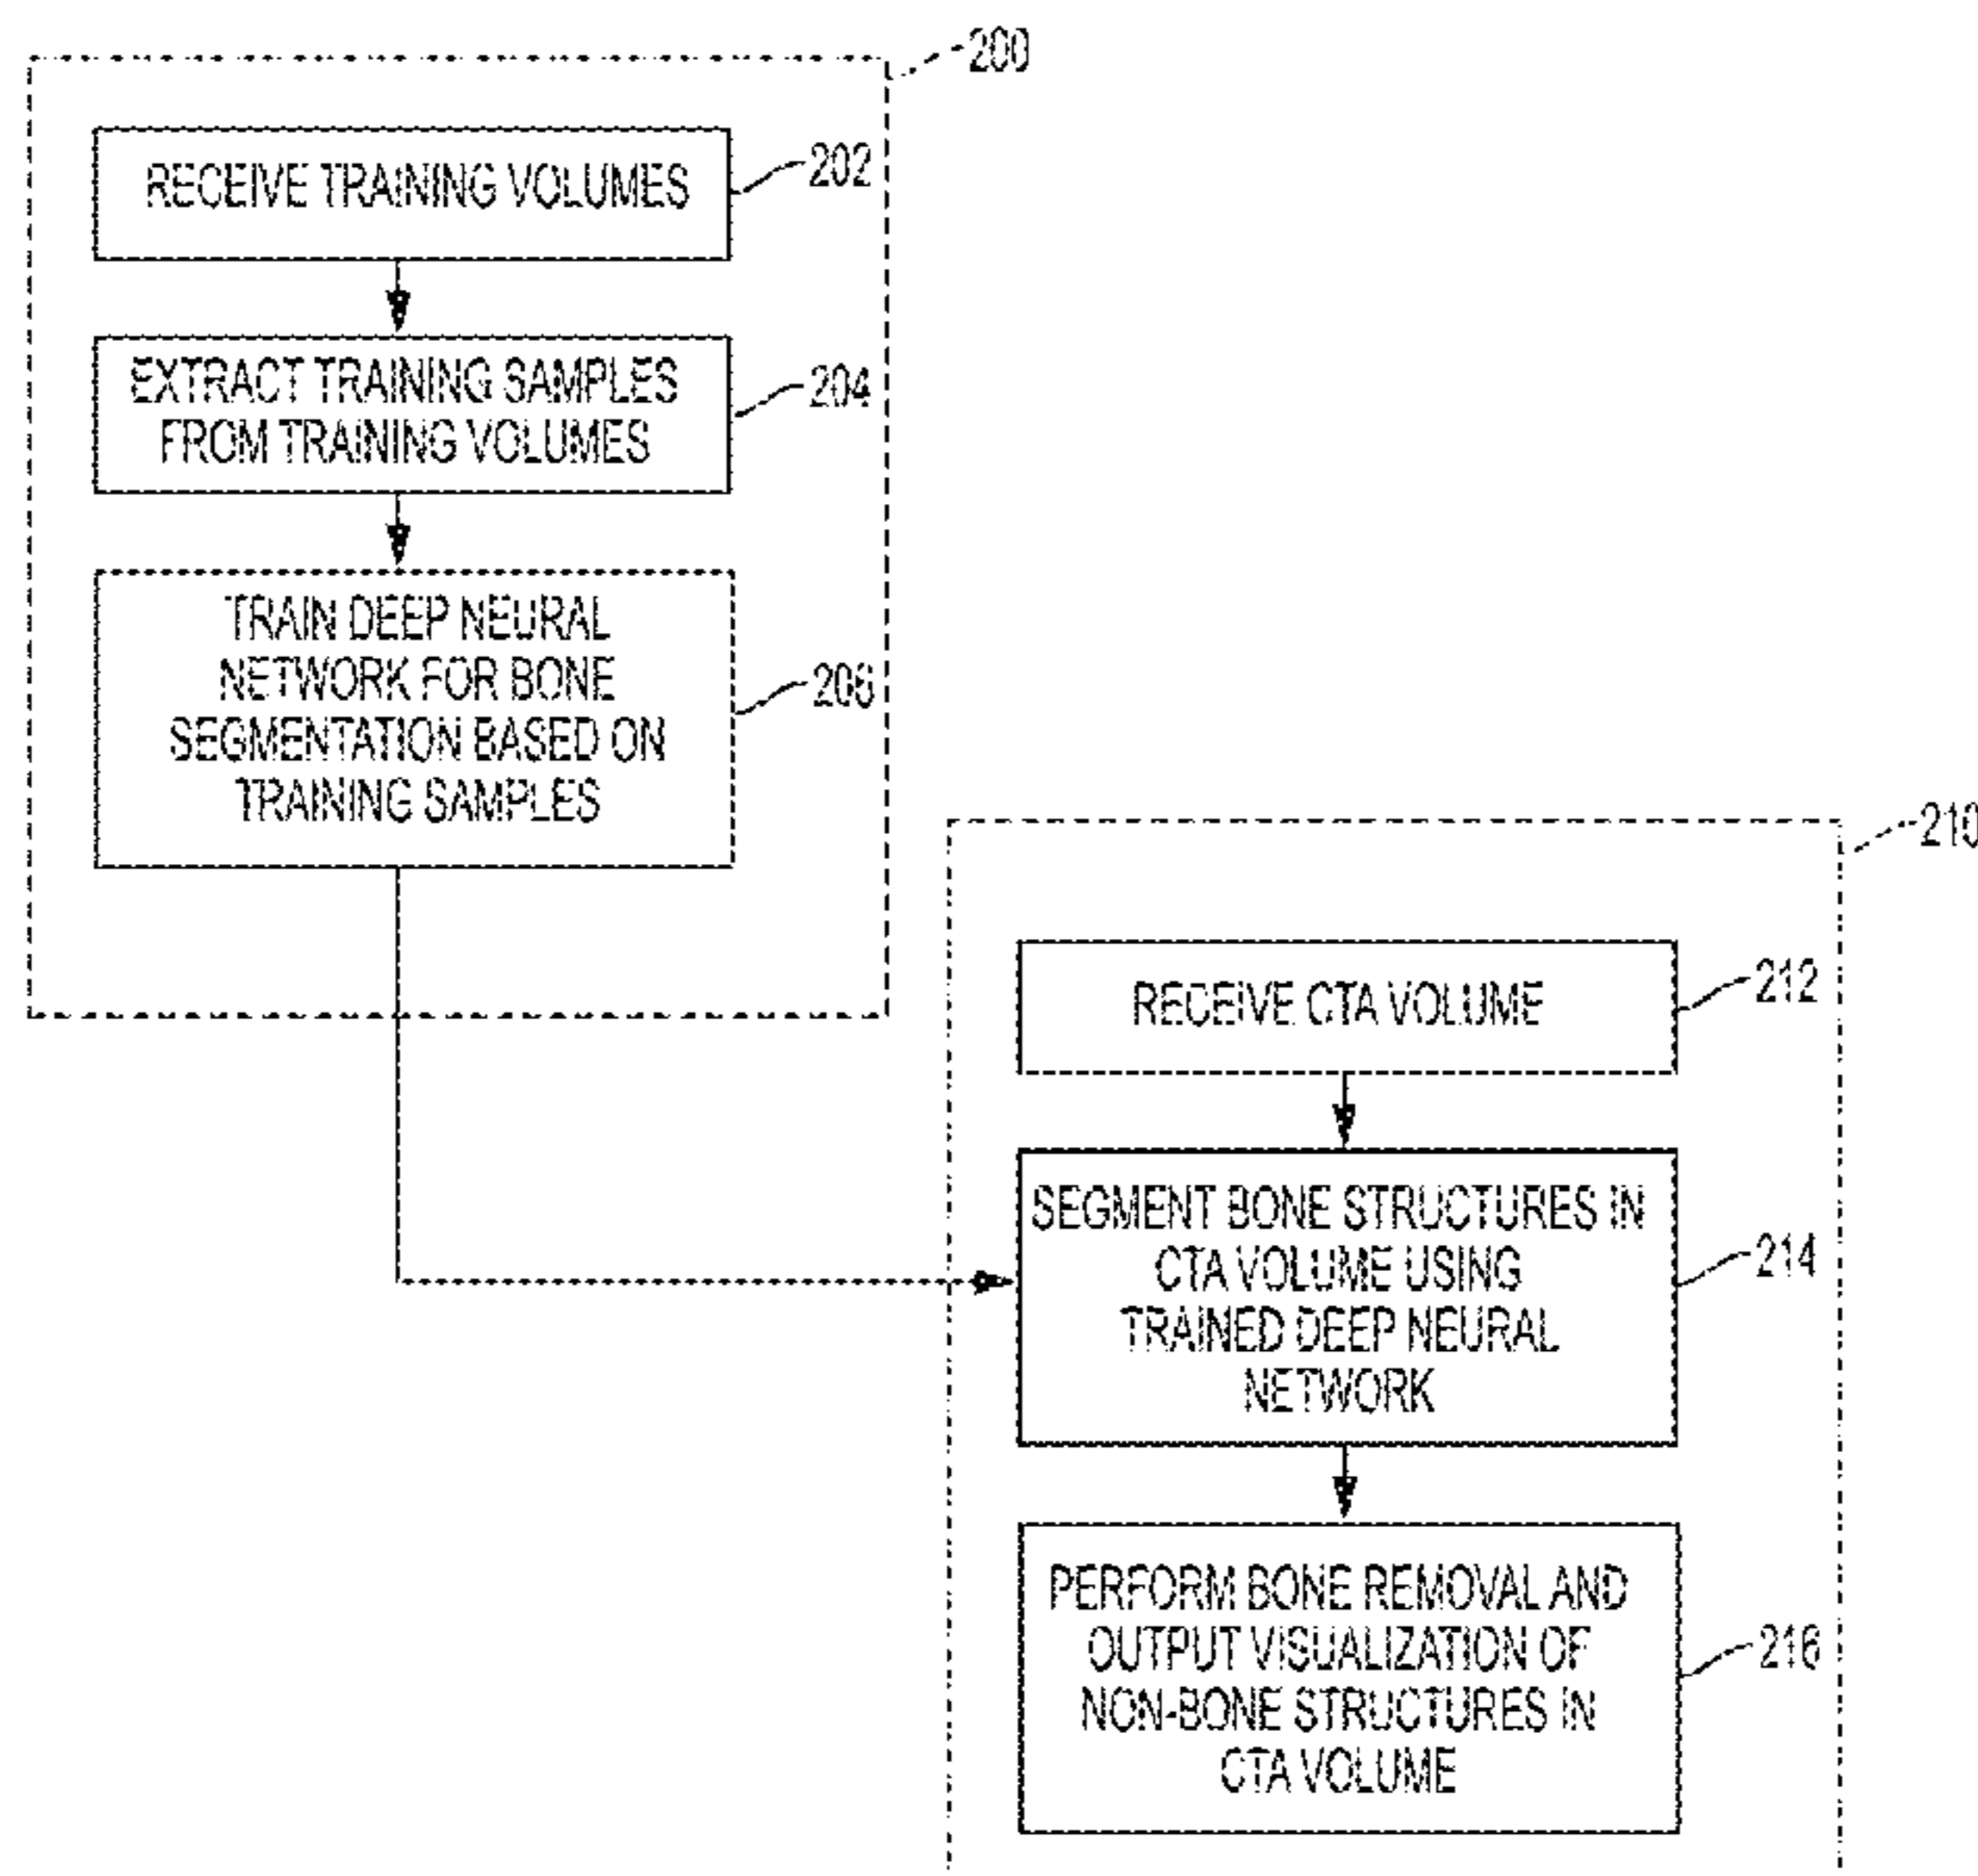 200
RECEIVE TRAINING VOLUMES
202
EXTRACT TRAINING SAMPLES
FROM TRAINING VOLUMES
204
TRAIN DEEP NEURAL
NETWORK FOR BONE
SEGMENTATION BASED ON
TRAINING SAMPLES
206
210
RECEIVE CTA VOLUME
212
SEGMENT BONE STRUCTURES IN
CTA VOLUME USING
TRAINED DEEP NEURAL
NETWORK
214
PERFORM BONE REMOVAL AND
OUTPUT VISUALIZATION OF
NON-BONE STRUCTURES IN
CTA VOLUME
216